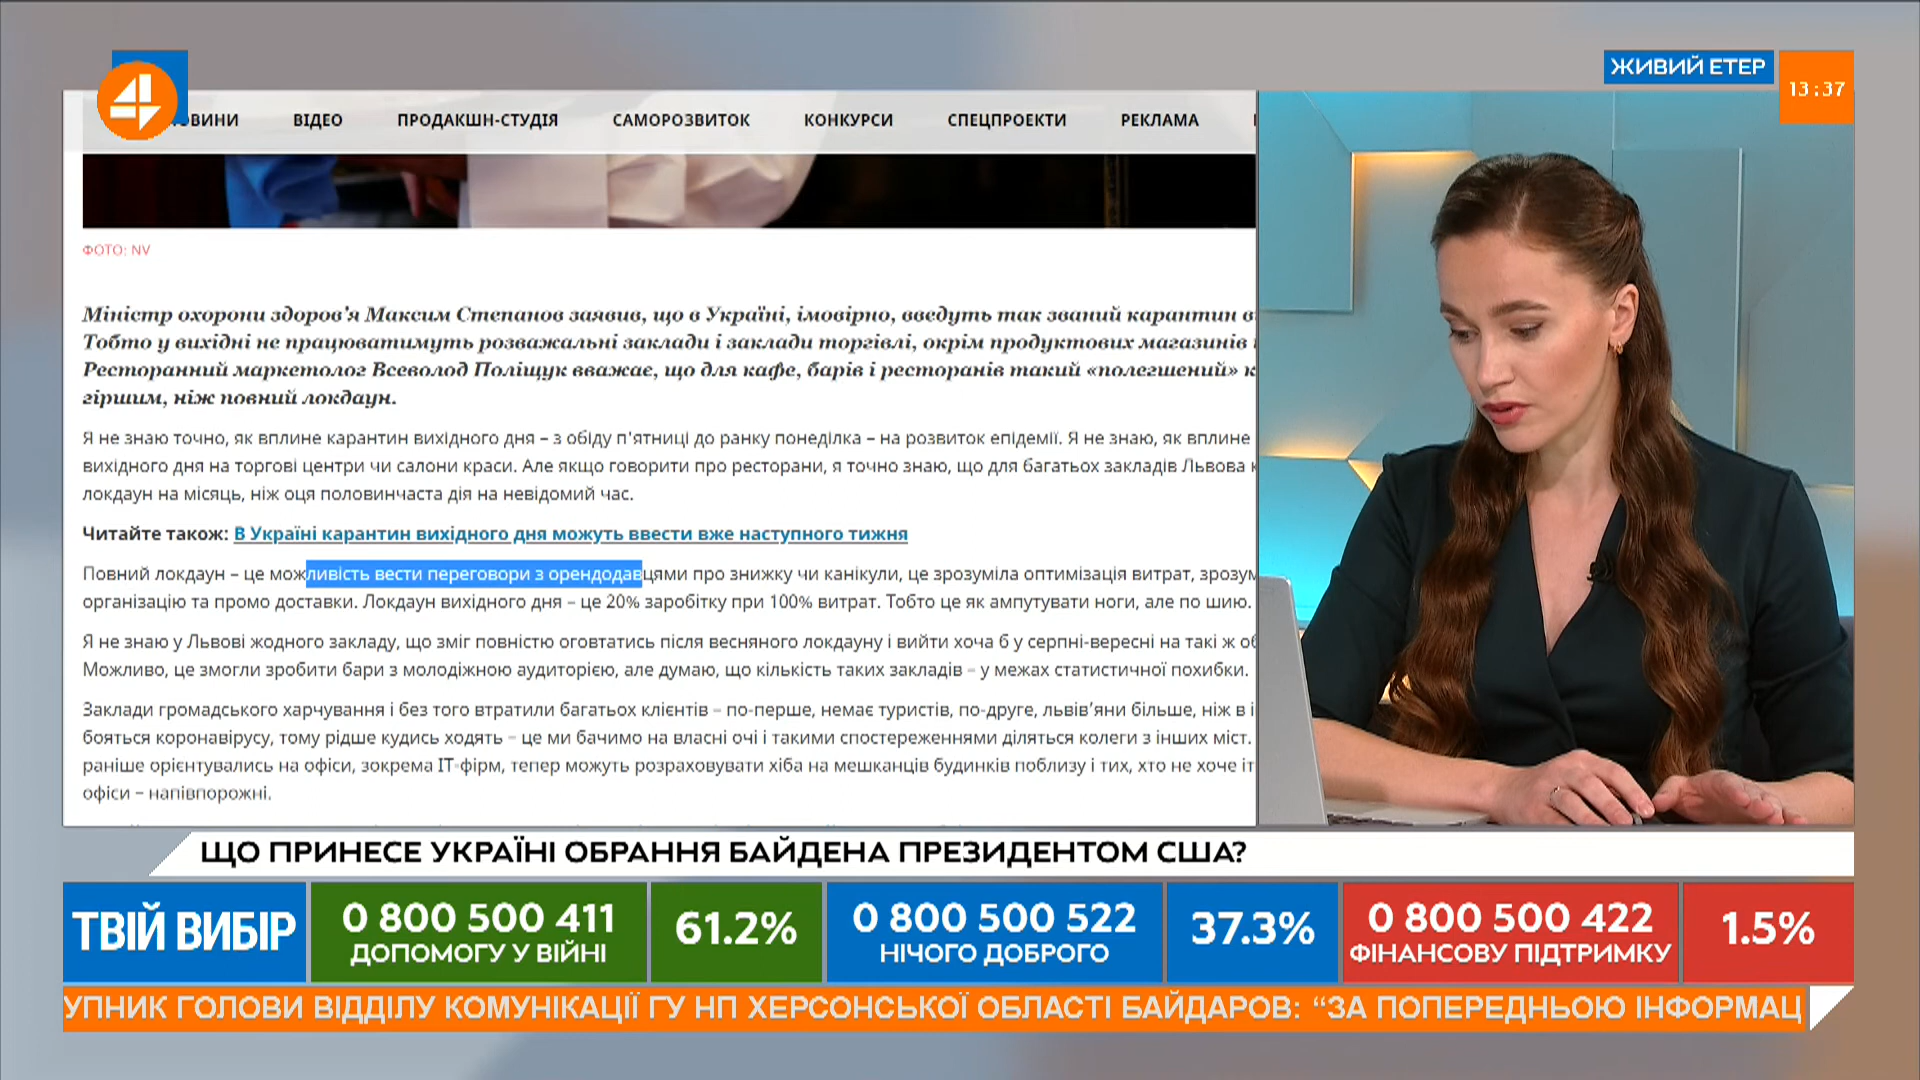 4
ЖИВИЙ ЕТЕР
13:37
ВІДЕО ПРОДАКШН-СТУДІЯ САМОРОЗВИТОК КОНКУРСИ СПЕЦПРОЕКТИ РЕКЛАМА
ФОТО: NV
Міністр охорони здоров'я Максим Степанов заявив, що в Україні, імовірно, введуть так званий карантин
Тобто у вихідні не працюватимуть розважальні заклади і заклади торгівлі, окрім продуктових магазинів
Ресторанний маркетолог Всеволод Поліщук вважає, що для кафе, барів і ресторанів такий «полегшений»
гіршим, ніж повний локдаун.
Я не знаю точно, як вплине карантин вихідного дня – з обіду п'ятниці до ранку понеділка – на розвиток епідемії. Я не знаю, як вплине
вихідного дня на торгові центри чи салони краси. Але якщо говорити про ресторани, я точно знаю, що для багатьох закладів Львова
локдаун на місяць, ніж оця половинчаста дія на невідомий час.
Читайте також: В Україні карантин вихідного дня можуть ввести вже наступного тижня
Повний локдаун – це можливість вести переговори з орендодавцями про знижку чи канікули, це зрозуміла оптимізація витрат, зрозум
організацію та промо доставки. Локдаун вихідного дня – це 20% заробітку при 100% витрат. Тобто це як ампутувати ноги, але по шию.
Я не знаю у Львові жодного закладу, що зміг повністю оговтатись після весняного локдауну і вийти хоча б у серпні-вересні на такі ж об
Можливо, це змогли зробити бари з молодіжною аудиторією, але думаю, що кількість таких закладів – у межах статистичної похибки.
Заклади громадського харчування і без того втратили багатьох клієнтів – по-перше, немає туристів, по-друге, львів’яни більше, ніж в і
бояться коронавірусу, тому рідше кудись ходять – це ми бачимо на власні очі і такими спостереженнями діляться колеги з інших міст.
раніше орієнтувались на офіси, зокрема ІТ-фірм, тепер можуть розраховувати хіба на мешканців будинків поблизу і тих, хто не хоче іт
офіси – напівпорожні.
ЩО ПРИНЕСЕ УКРАЇНІ ОБРАННЯ БАЙДЕНА ПРЕЗИДЕНТОМ США?
ТВІЙ ВИБІР
0 800 500 411
ДОПОМОГУ У ВІЙНІ
61.2%
0 800 500 522
НІЧОГО ДОБРОГО
37.3%
0 800 500 422
ФІНАНСОВУ ПІДТРИМКУ
1.5%
УПНИК ГОЛОВИ ВІДДІЛУ КОМУНІКАЦІЇ ГУ НП ХЕРСОНСЬКОЇ ОБЛАСТІ БАЙДАРОВ: “ЗА ПОПЕРЕДНЬОЮ ІНФОРМАЦ